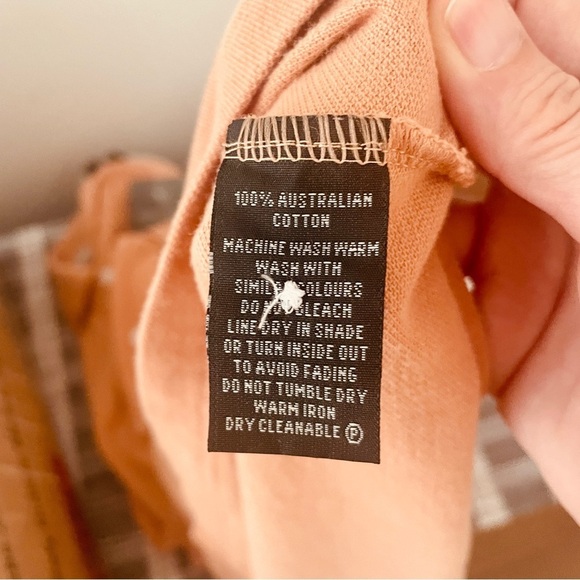 100% AUSTRALIAN
COTTON
MACHINE WASH WARM
WASH WITH
COLOURS
DO BLEACH
LINE DRY IN SHADE
OR TURN INSIDE OUT
TO AVOID FADING
DO NOT TUMBLE DRY
WARM IRON
DRY CLEANABLE Ⓟ